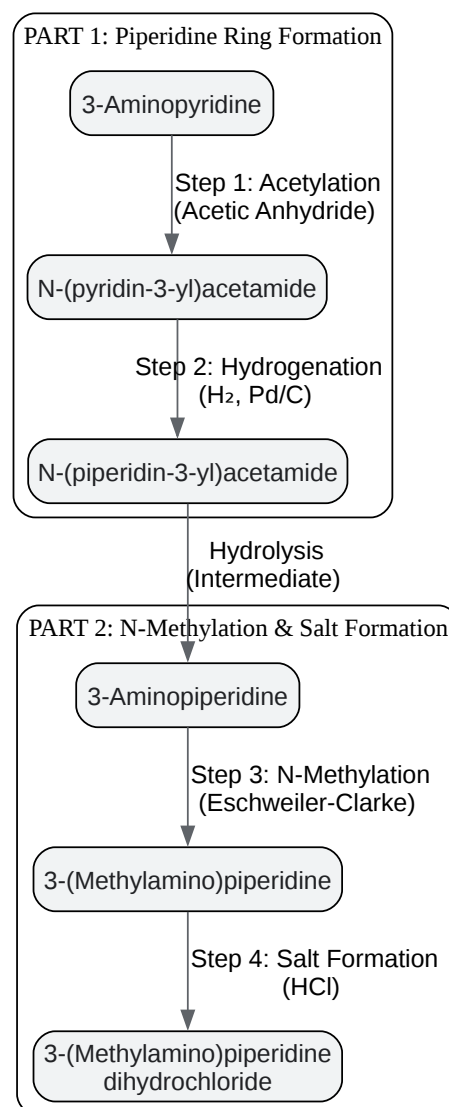 PART 1: Piperidine Ring Formation
3-Aminopyridine
Step 1: Acetylation
(Acetic Anhydride)
N-(pyridin-3-yl)acetamide
Step 2: Hydrogenation
(H₂, Pd/C)
N-(piperidin-3-yl)acetamide
Hydrolysis
(Intermediate)
PART 2: N-Methylation & Salt Formation
3-Aminopiperidine
Step 3: N-Methylation
(Eschweiler-Clarke)
3-(Methylamino)piperidine
Step 4: Salt Formation
(HCl)
3-(Methylamino)piperidine
dihydrochloride